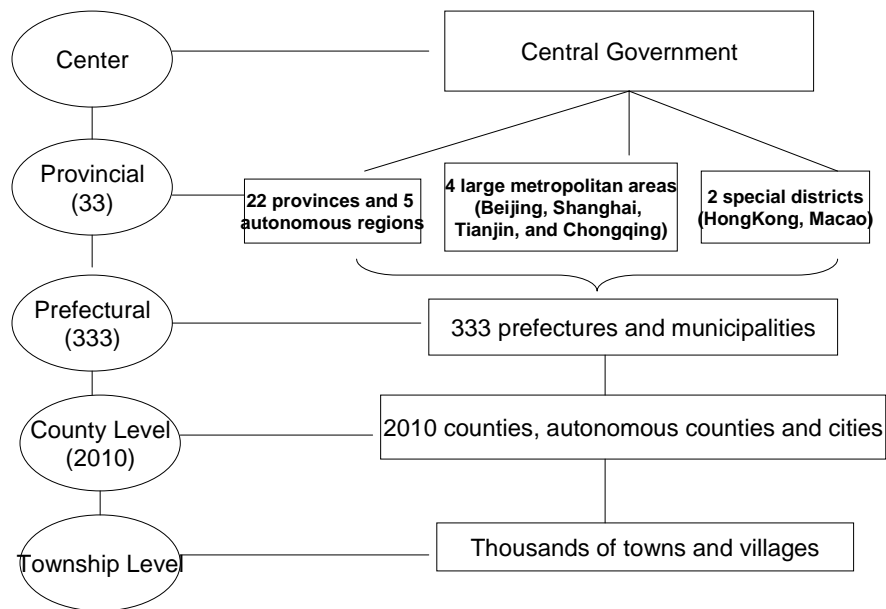 Center
Central Government
Provincial
(33)
22 provinces and 5
autonomous regions
4 large metropolitan areas
(Beijing, Shanghai,
Tianjin, and Chongqing)
2 special districts
(HongKong, Macao)
Prefectural
(333)
333 prefectures and municipalities
County Level
(2010)
2010 counties, autonomous counties and cities
Township Level
Thousands of towns and villages